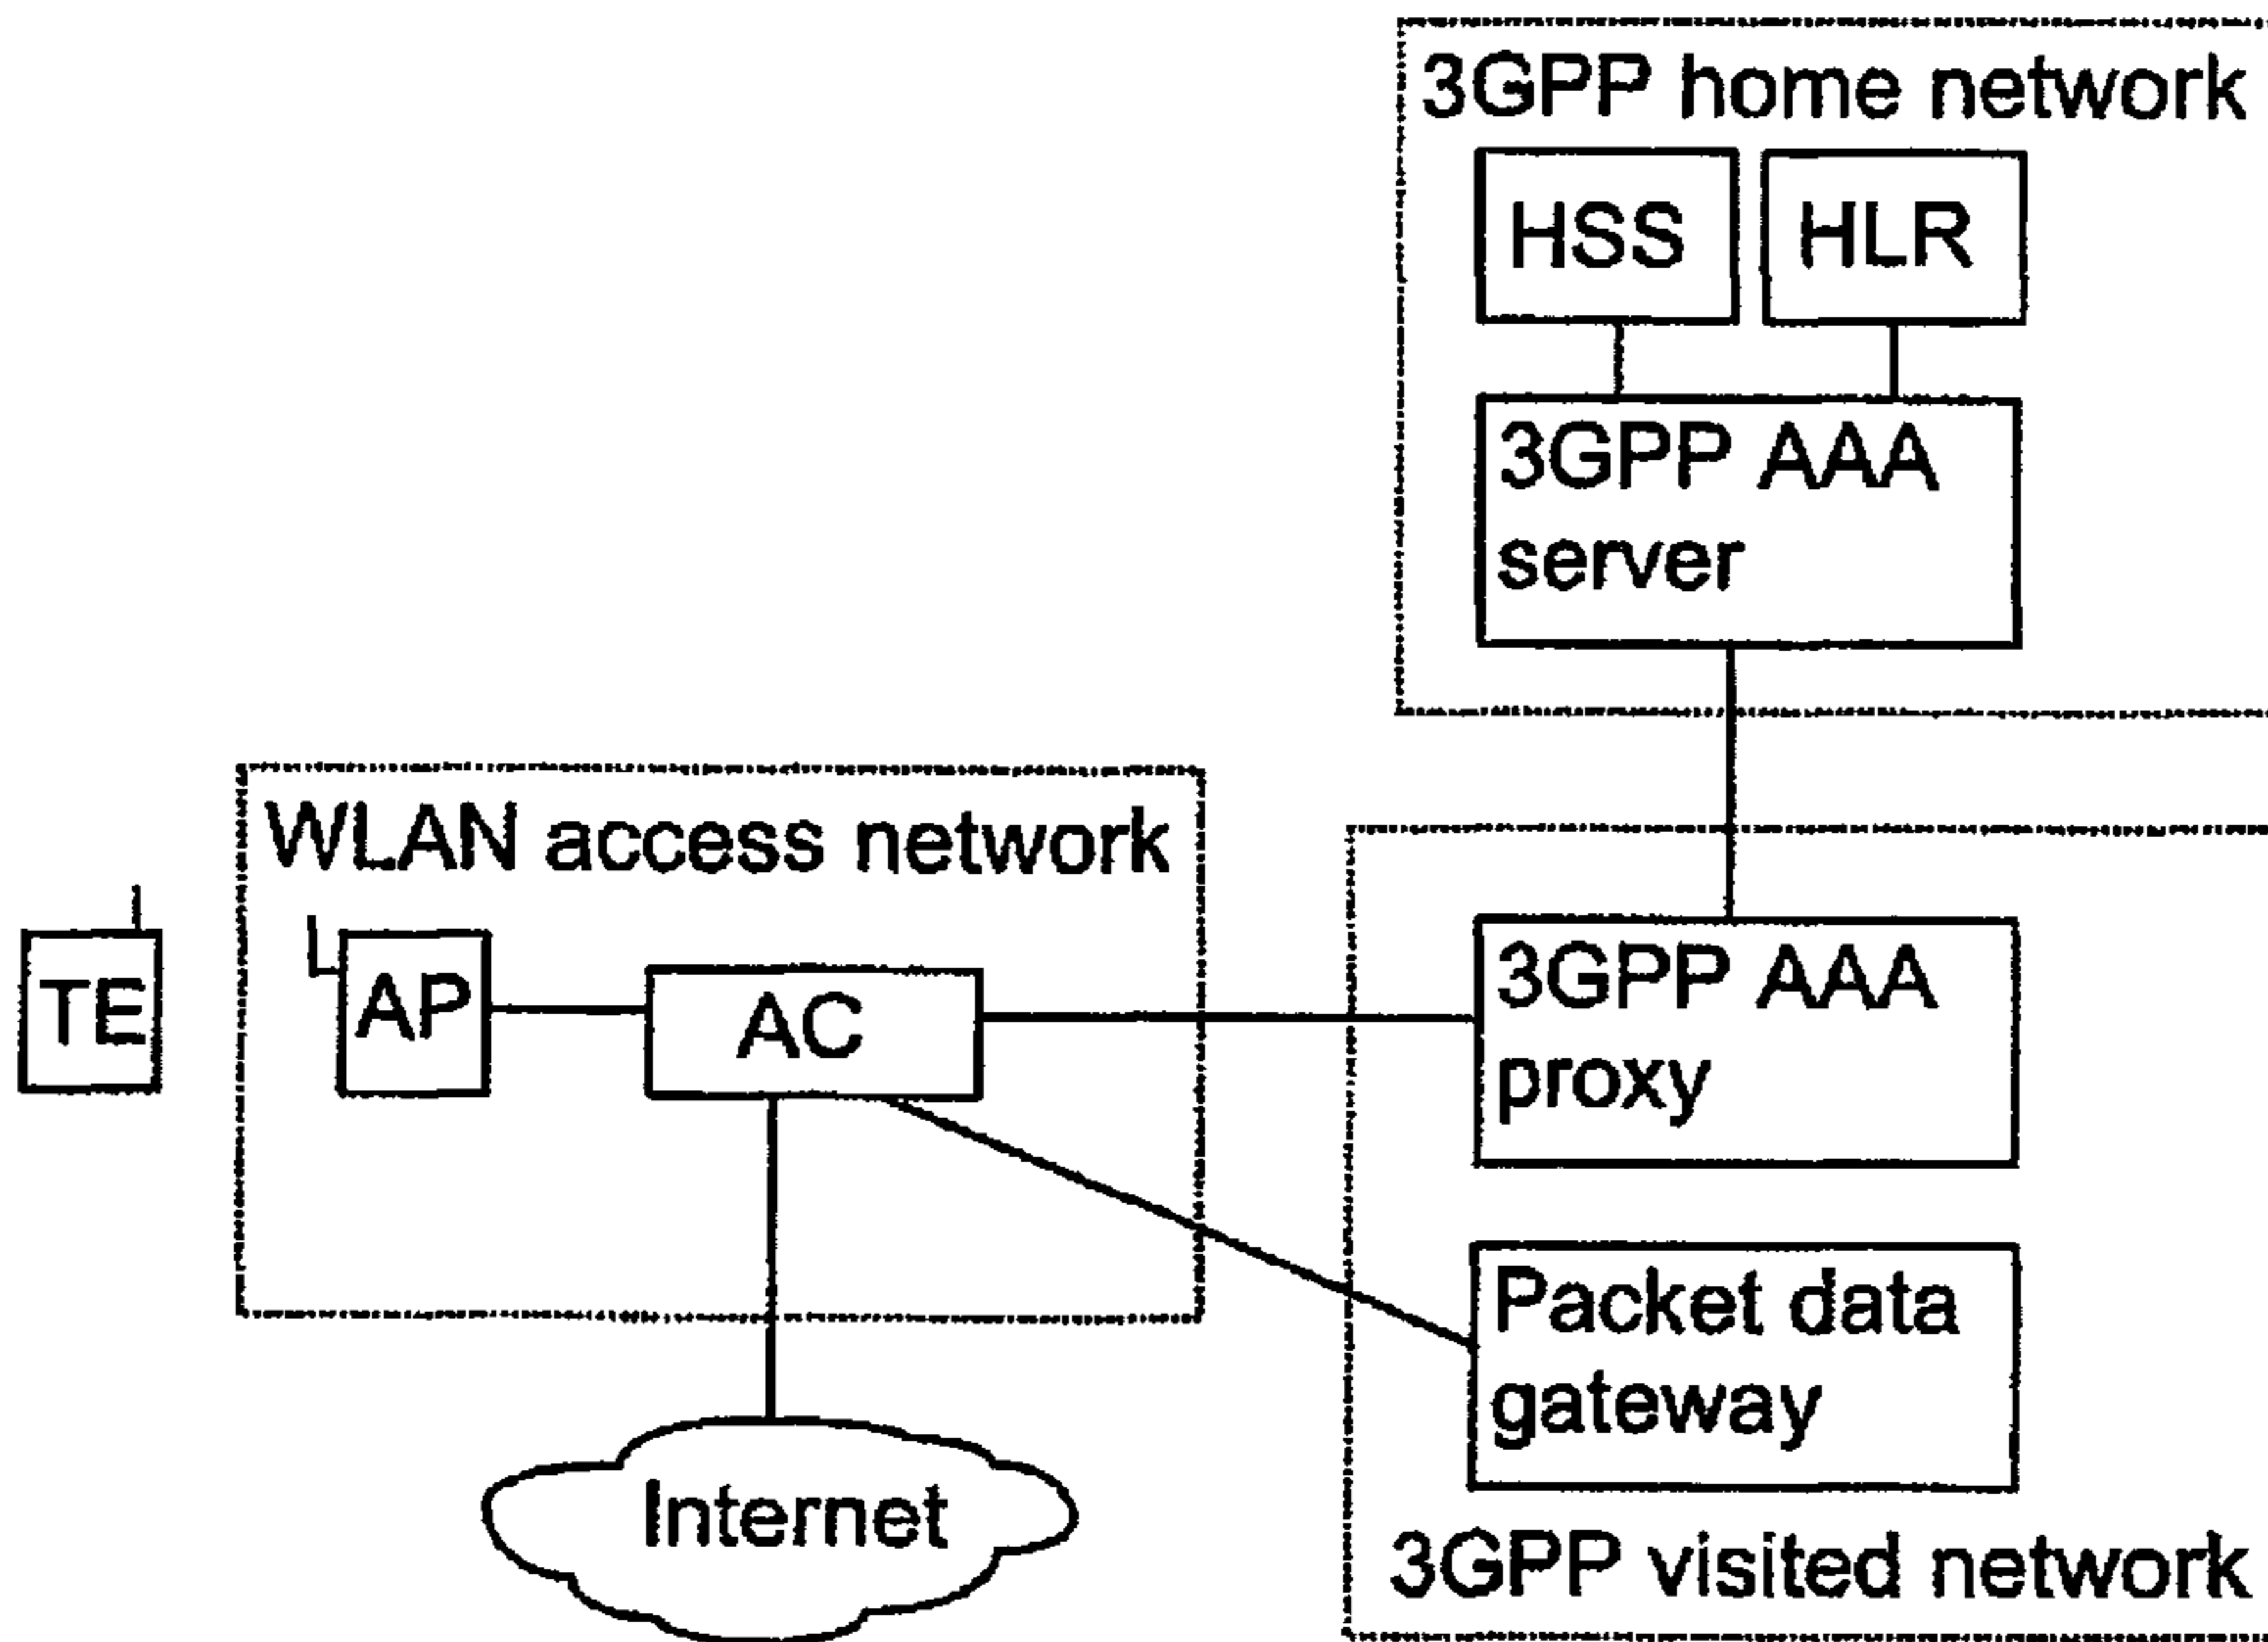 3GPP home network
HSS
HLR
3GPP AAA
server
WLAN access network
TE
AP
AC
3GPP AAA
proxy
Packet data
gateway
Internet
3GPP visited network